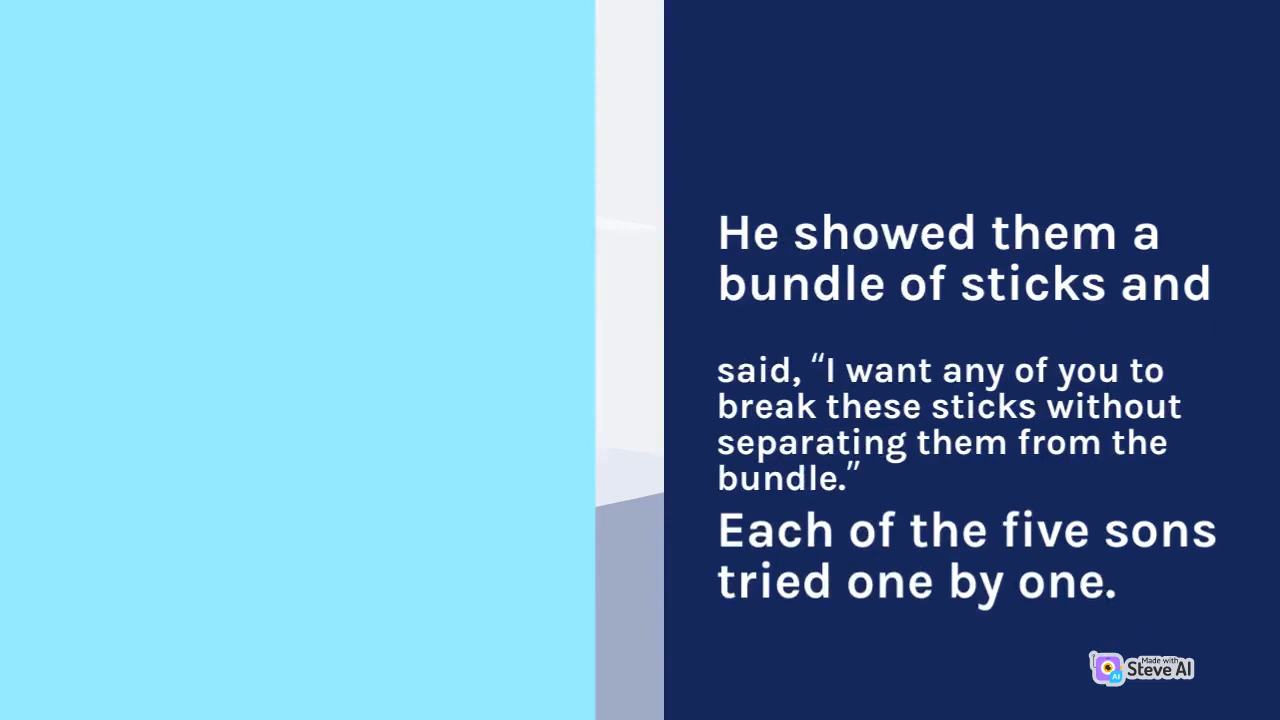 He showed them a
bundle of sticks and
said, “I want any of you to
break these sticks without
separating them from the
bundle.”
Each of the five sons
tried one by one.
Made with
Steve AI
AI